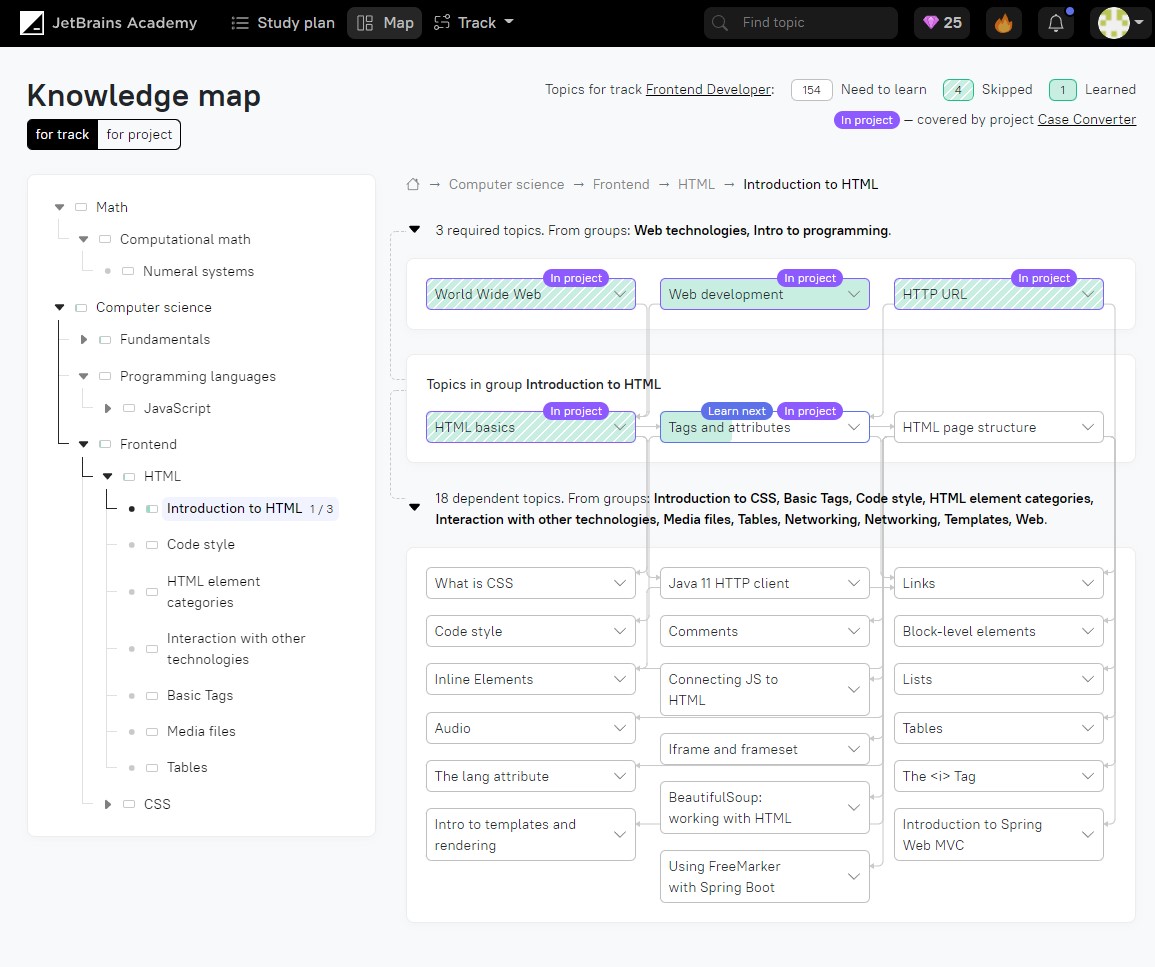 JetBrains Academy
Study plan
Map
Track
Find topic
25
Knowledge map
for track
for project
Topics for track Frontend Developer:
154
Need to learn
4
Skipped
1
Learned
In project
— covered by project Case Converter
Math
Computational math
Numeral systems
Computer science
Fundamentals
Programming languages
JavaScript
Frontend
HTML
Introduction to HTML 1 / 3
Code style
HTML element
categories
Interaction with other
technologies
Basic Tags
Media files
Tables
CSS
→ Computer science → Frontend → HTML → Introduction to HTML
3 required topics. From groups: Web technologies, Intro to programming.
In project
World Wide Web
In project
Web development
In project
HTTP URL
Topics in group Introduction to HTML
In project
HTML basics
Learn next
In project
Tags and attributes
HTML page structure
18 dependent topics. From groups: Introduction to CSS, Basic Tags, Code style, HTML element categories,
Interaction with other technologies, Media files, Tables, Networking, Networking, Templates, Web.
What is CSS
Java 11 HTTP client
Links
Code style
Comments
Block-level elements
Inline Elements
Connecting JS to
HTML
Lists
Audio
Iframe and frameset
Tables
The lang attribute
BeautifulSoup:
working with HTML
The <i> Tag
Intro to templates and
rendering
Using FreeMarker
with Spring Boot
Introduction to Spring
Web MVC